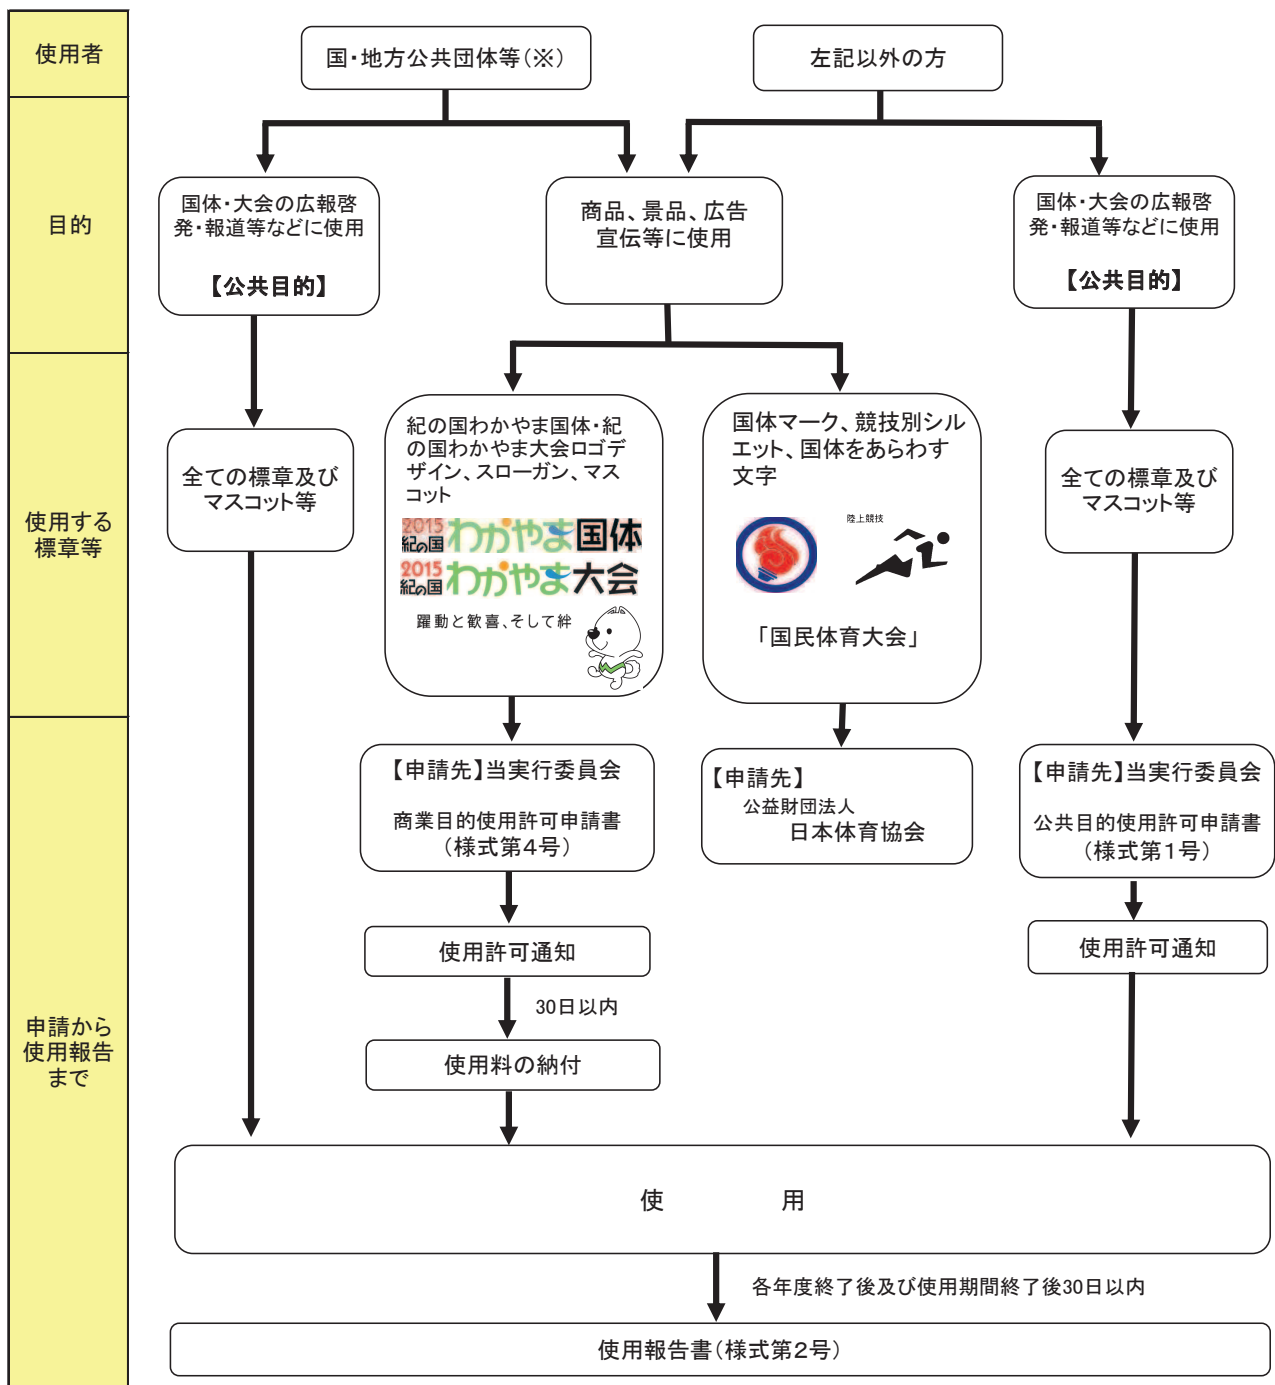 使用者
国・地方公共団体等(※)
左記以外の方
目的
国体・大会の広報啓
発・報道等などに使用
【公共目的】
商品、景品、広告
宣伝等に使用
国体・大会の広報啓
発・報道等などに使用
【公共目的】
使用する
標章等
全ての標章及び
マスコット等
紀の国わかやま国体・紀
の国わかやま大会ロゴデ
ザイン、スローガン、マス
コット
2015
紀の国
わかやま国体
2015
紀の国
わかやま大会
躍動と歓喜、そして絆
国体マーク、競技別シル
エット、国体をあらわす
文字
陸上競技
「国民体育大会」
全ての標章及び
マスコット等
申請から
使用報告
まで
【申請先】当実行委員会
商業目的使用許可申請書
(様式第4号)
【申請先】
公益財団法人
日本体育協会
【申請先】当実行委員会
公共目的使用許可申請書
(様式第1号)
使用許可通知
使用許可通知
30日以内
使用料の納付
使　用
各年度終了後及び使用期間終了後30日以内
使用報告書(様式第2号)